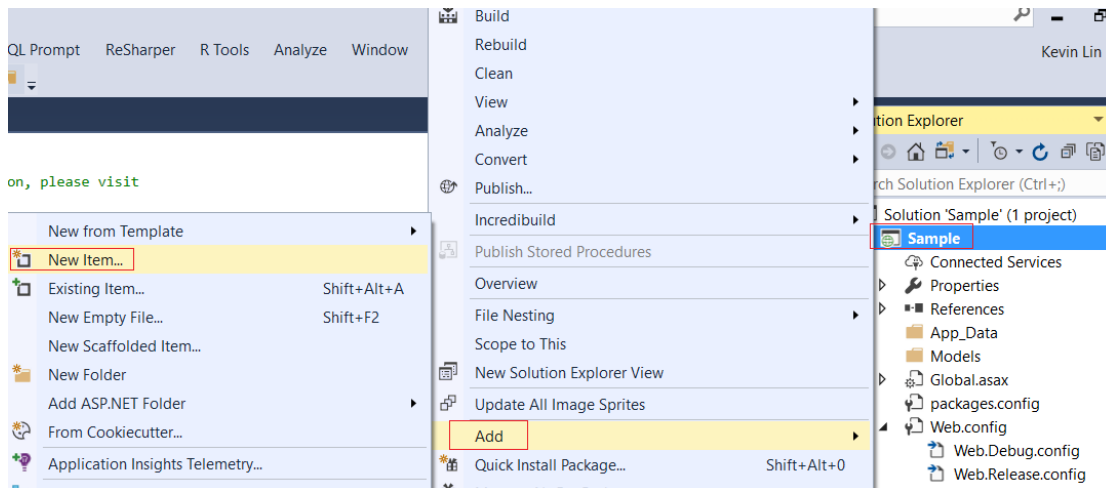 QL Prompt ReSharper R Tools Analyze Window
Kevin Lin
on, please visit
New from Template
New Item...
Existing Item... Shift+Alt+A
New Empty File... Shift+F2
New Scaffolded Item...
New Folder
Add ASP.NET Folder
From Cookiecutter...
Application Insights Telemetry...
Build
Rebuild
Clean
View
Analyze
Convert
Publish...
Incredibuild
Publish Stored Procedures
Overview
File Nesting
Scope to This
New Solution Explorer View
Update All Image Sprites
Add
Quick Install Package... Shift+Alt+0
ution Explorer
rch Solution Explorer (Ctrl+;)
Solution 'Sample' (1 project)
Sample
Connected Services
Properties
References
App_Data
Models
Global.asax
packages.config
Web.config
Web.Debug.config
Web.Release.config